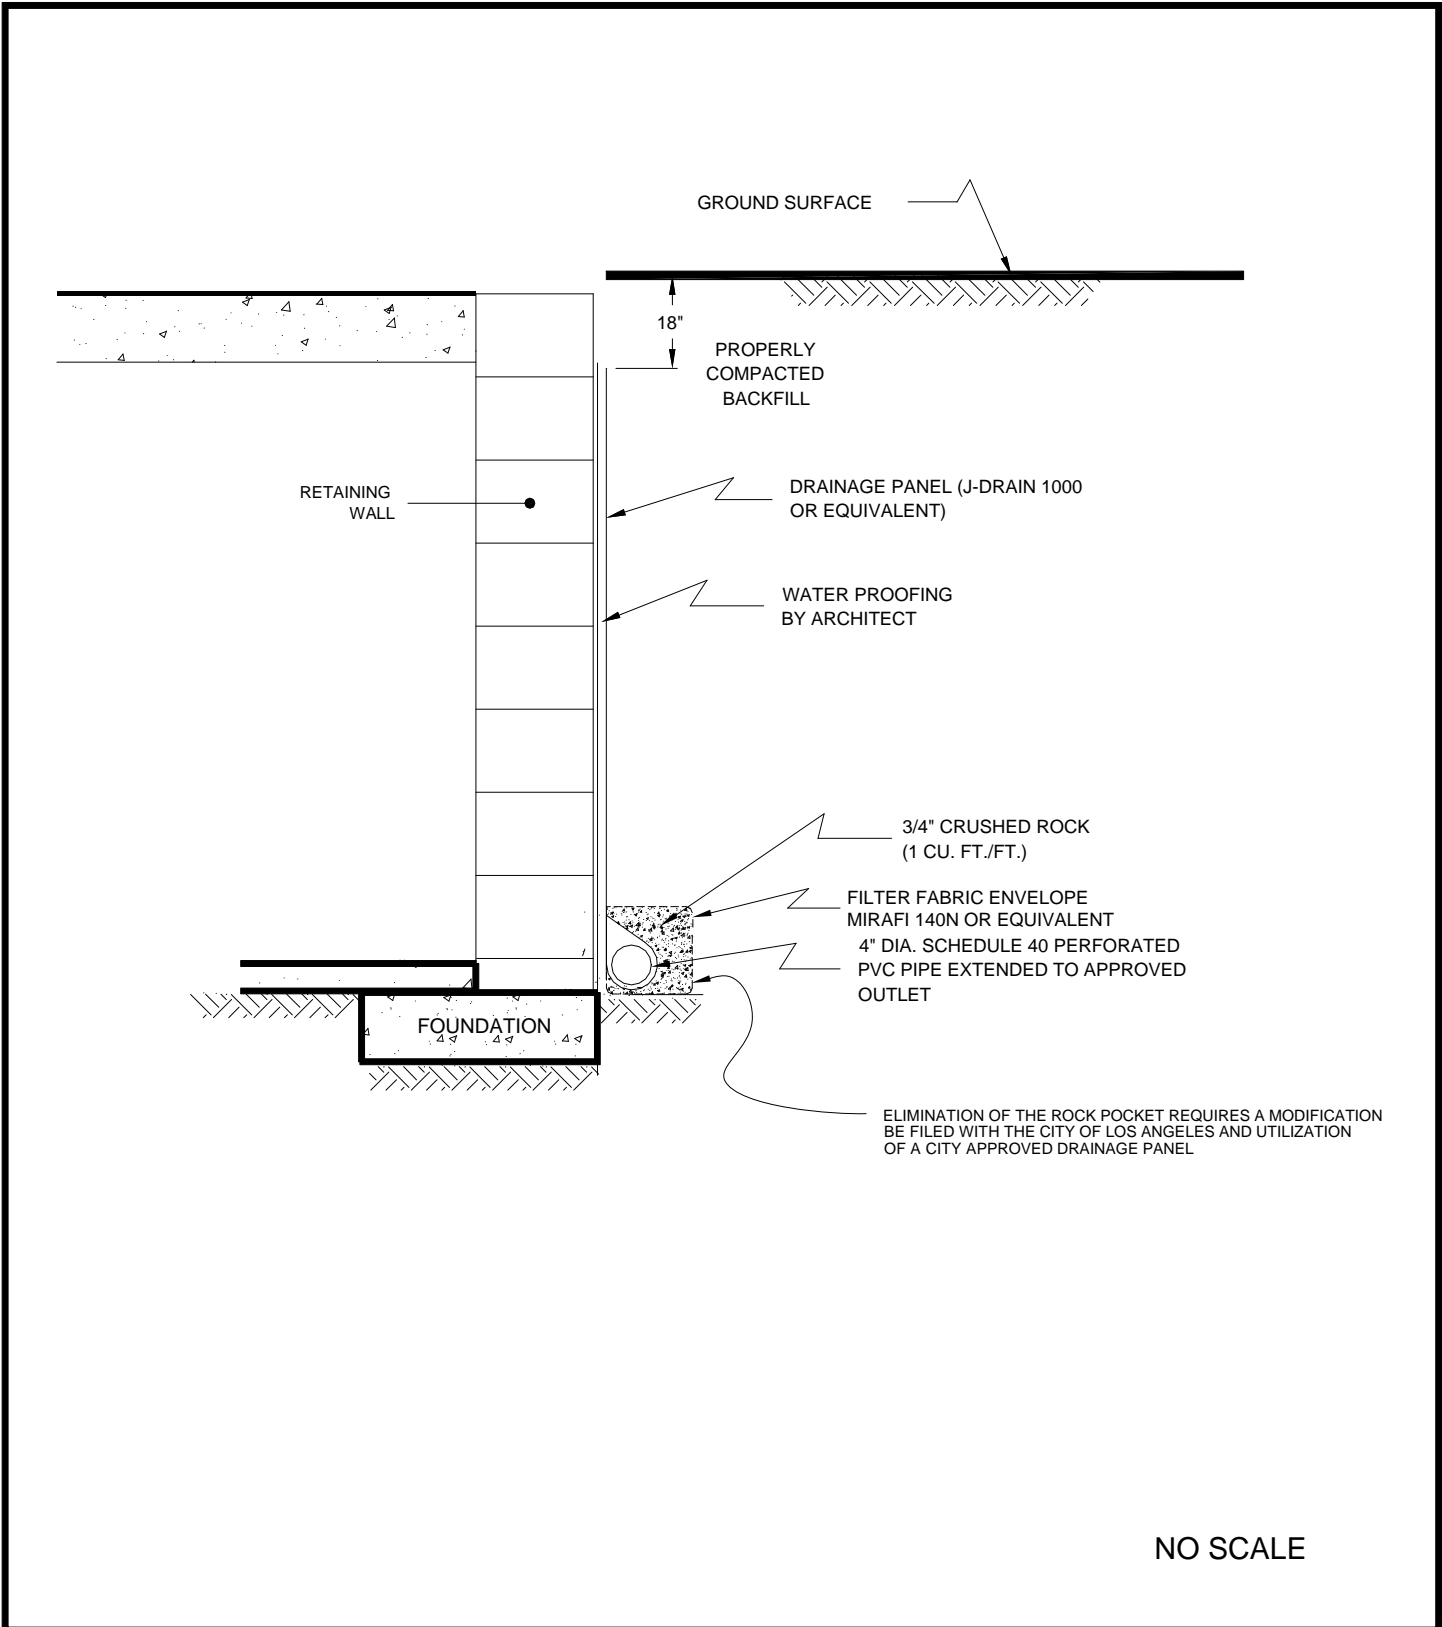 GROUND SURFACE
18"
PROPERLY
COMPACTED
BACKFILL
RETAINING
WALL
DRAINAGE PANEL (J-DRAIN 1000
OR EQUIVALENT)
WATER PROOFING
BY ARCHITECT
3/4" CRUSHED ROCK
(1 CU. FT./FT.)
FILTER FABRIC ENVELOPE
MIRAFI 140N OR EQUIVALENT
4" DIA. SCHEDULE 40 PERFORATED
PVC PIPE EXTENDED TO APPROVED
OUTLET
FOUNDATION
ELIMINATION OF THE ROCK POCKET REQUIRES A MODIFICATION
BE FILED WITH THE CITY OF LOS ANGELES AND UTILIZATION
OF A CITY APPROVED DRAINAGE PANEL
NO SCALE